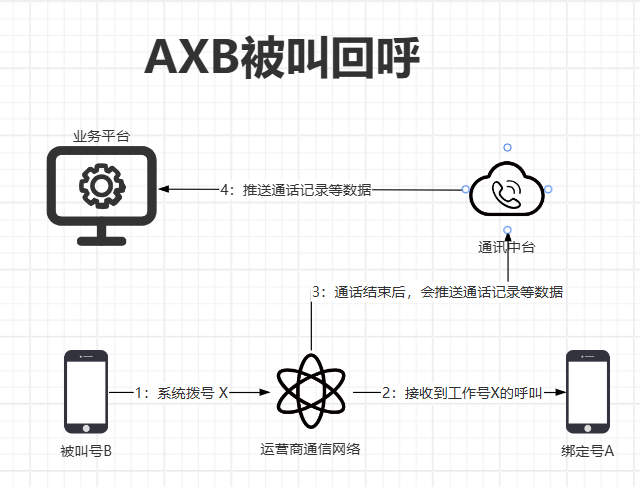 AXB被叫回呼
业务平台
4：推送通话记录等数据
通讯中台
3：通话结束后，会推送通话记录等数据
1：系统拨号 X
2：接收到工作号X的呼叫
被叫号B
运营商通信网络
绑定号A